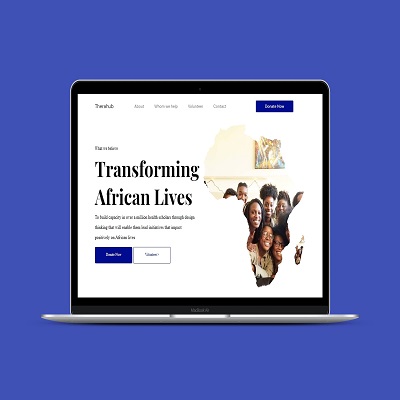 Therahub
About
Whom we help
Volunteer
Contact
Donate Now
What we believe
Transforming
African Lives
To build capacity in over a million health scholars through design
thinking that will enable them lead initiatives that impact
positively on African lives
Donate Now
Volunteer
MacBook Air